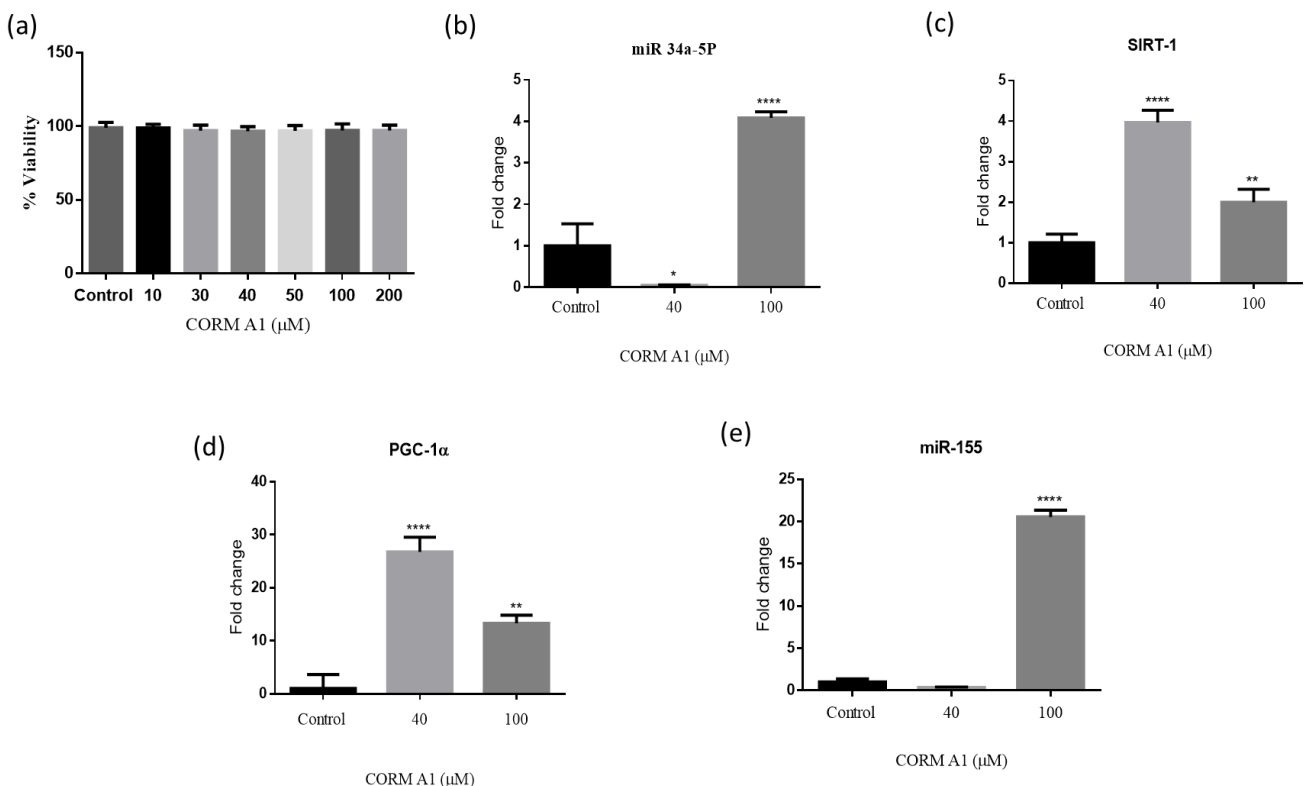 (a)
150
100
50
0
% Viability
Control 10 30 40 50 100 200
CORM A1 (μM)
(b)
miR 34a-5P
5
4
3
2
1
0
Fold change
*
****
Control 40 100
CORM A1 (μM)
(c)
SIRT-1
5
4
3
2
1
0
Fold change
****
**
Control 40 100
CORM A1 (μM)
(d)
PGC-1α
40
30
20
10
0
Fold change
****
**
Control 40 100
CORM A1 (μM)
(e)
miR-155
25
20
15
10
5
0
Fold change
****
Control 40 100
CORM A1 (μM)